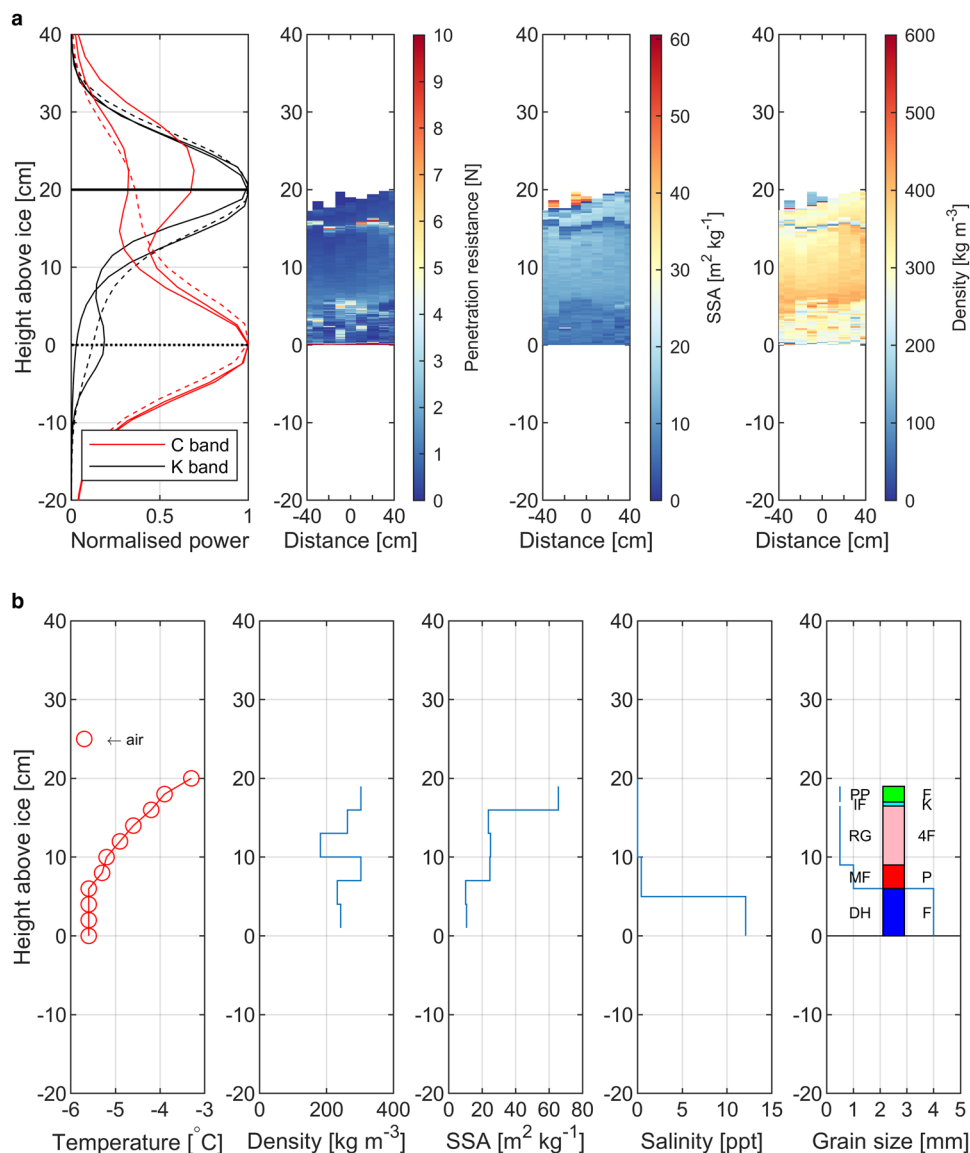 a
40
30
20
10
0
-10
-20
Height above ice [cm]
C band
K band
0 0.5 1
Normalised power
40
30
20
10
0
-10
-20
-40 0 40
Distance [cm]
10
9
8
7
6
5
4
3
2
1
0
Penetration resistance [N]
40
30
20
10
0
-10
-20
-40 0 40
Distance [cm]
60
50
40
30
20
10
0
SSA [m² kg⁻¹]
40
30
20
10
0
-10
-20
-40 0 40
Distance [cm]
600
500
400
300
200
100
0
Density [kg m⁻³]
b
40
30
20
10
0
-10
-20
Height above ice [cm]
← air
-6 -5 -4 -3
Temperature [°C]
40
30
20
10
0
-10
-20
0 200 400
Density [kg m⁻³]
40
30
20
10
0
-10
-20
0 20 40 60 80
SSA [m² kg⁻¹]
40
30
20
10
0
-10
-20
0 5 10 15
Salinity [ppt]
40
30
20
10
0
-10
-20
PP F
IF K
RG 4F
MF P
DH F
0 1 2 3 4 5
Grain size [mm]